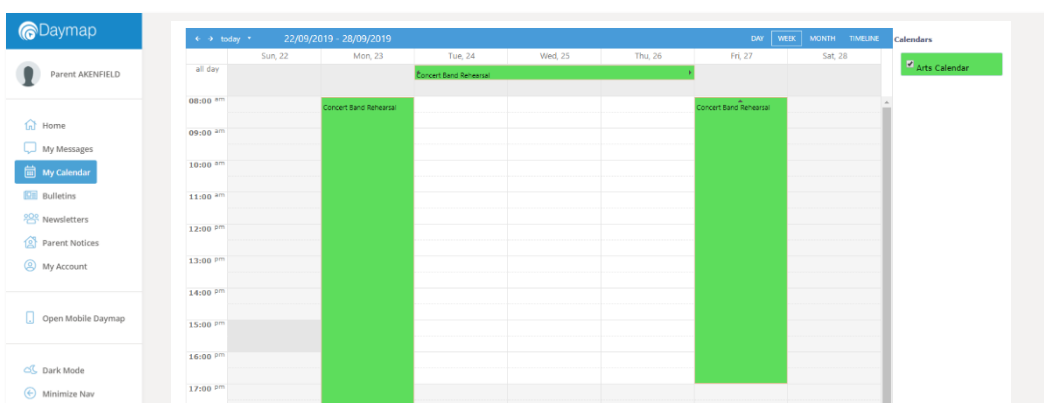 Daymap
Parent AKENFIELD
Home
My Messages
My Calendar
Bulletins
Newsletters
Parent Notices
My Account
Open Mobile Daymap
Dark Mode
Minimize Nav
today 22/09/2019 - 28/09/2019 DAY WEEK MONTH TIMELINE
Sun, 22 Mon, 23 Tue, 24 Wed, 25 Thu, 26 Fri, 27 Sat, 28
all day Concert Band Rehearsal
08:00 am Concert Band Rehearsal Concert Band Rehearsal
09:00 am
10:00 am
11:00 am
12:00 pm
13:00 pm
14:00 pm
15:00 pm
16:00 pm
17:00 pm
Calendars
Arts Calendar